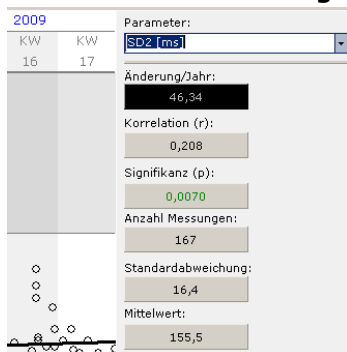 2009
KW KW
16 17
Parameter:
SD2 [ms]
Änderung/Jahr:
46,34
Korrelation (r):
0,208
Signifikanz (p):
0,0070
Anzahl Messungen:
167
Standardabweichung:
16,4
Mittelwert:
155,5